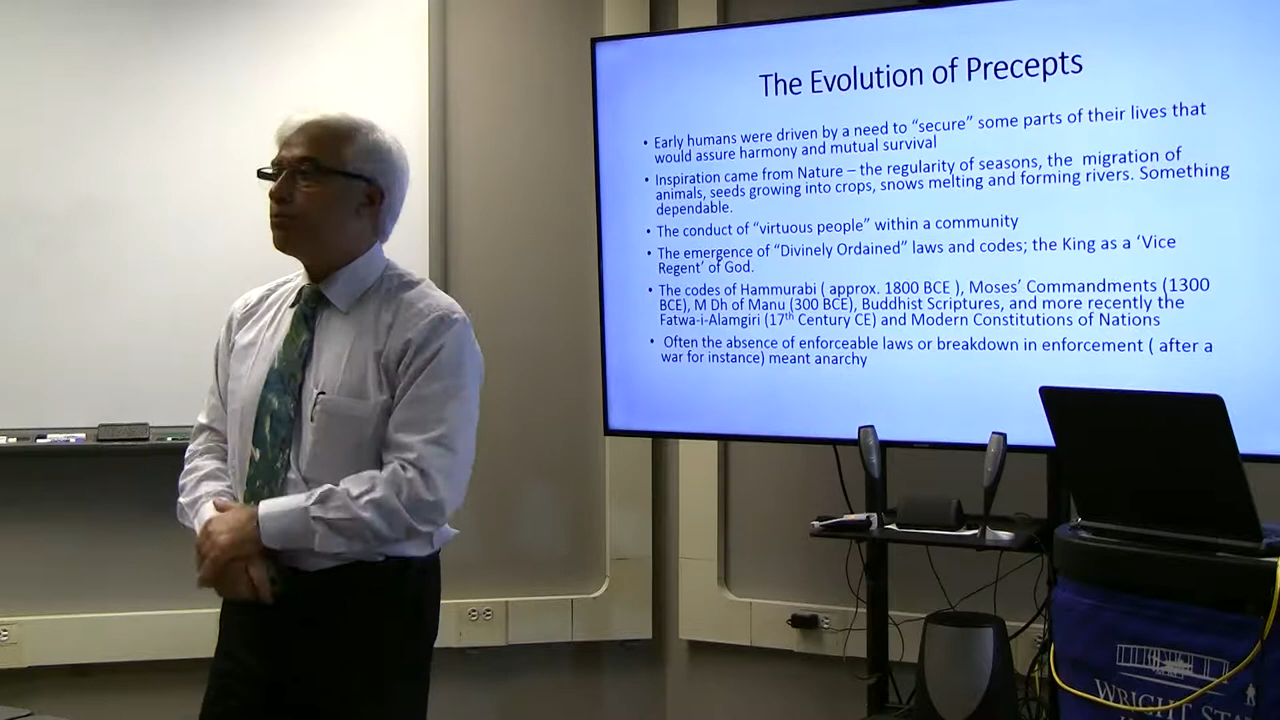 The Evolution of Precepts
• Early humans were driven by a need to “secure” some parts of their lives that
would assure harmony and mutual survival
• Inspiration came from Nature – the regularity of seasons, the migration of
animals, seeds growing into crops, snows melting and forming rivers. Something
dependable.
• The conduct of “virtuous people” within a community
• The emergence of “Divinely Ordained” laws and codes; the King as a ‘Vice
Regent’ of God.
• The codes of Hammurabi ( approx. 1800 BCE ), Moses’ Commandments (1300
BCE), M Dh of Manu (300 BCE), Buddhist Scriptures, and more recently the
Fatwa-i-Alamgiri (17th Century CE) and Modern Constitutions of Nations
• Often the absence of enforceable laws or breakdown in enforcement ( after a
war for instance) meant anarchy
WRIGHT STA